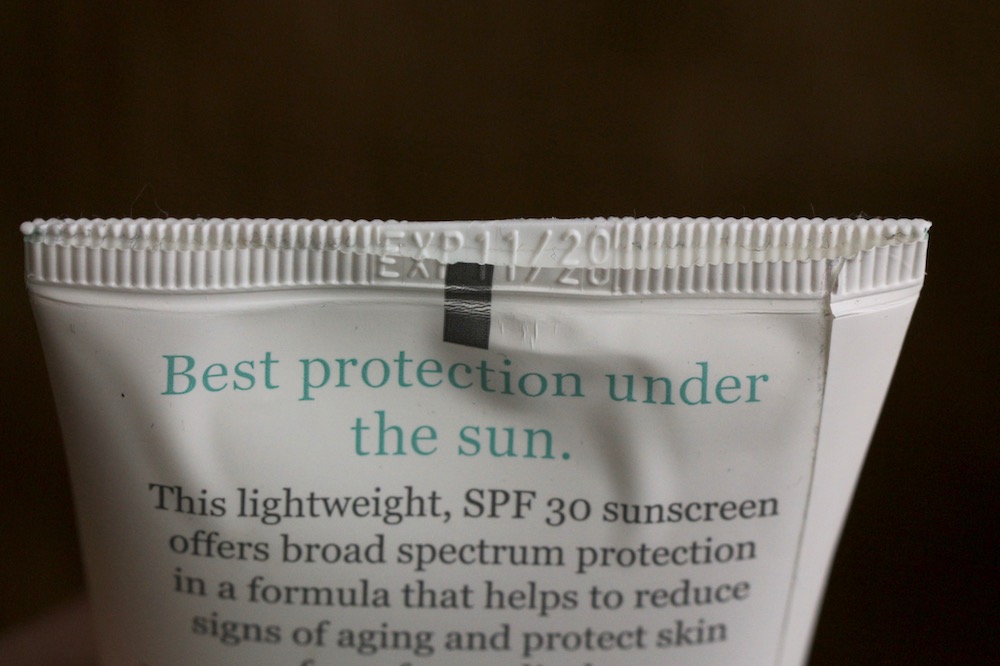 EXP 11/20
Best protection under
the sun.
This lightweight, SPF 30 sunscreen
offers broad spectrum protection
in a formula that helps to reduce
signs of aging and protect skin